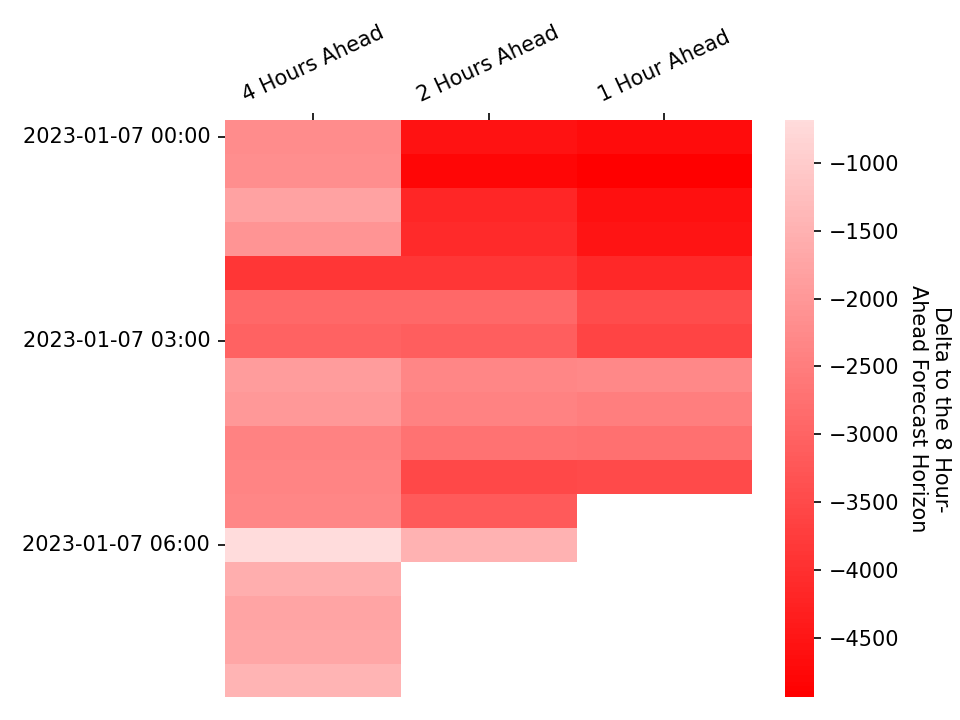 4 Hours Ahead
2 Hours Ahead
1 Hour Ahead
2023-01-07 00:00
2023-01-07 03:00
2023-01-07 06:00
−1000
−1500
−2000
−2500
−3000
−3500
−4000
−4500
Delta to the 8 Hour-
Ahead Forecast Horizon